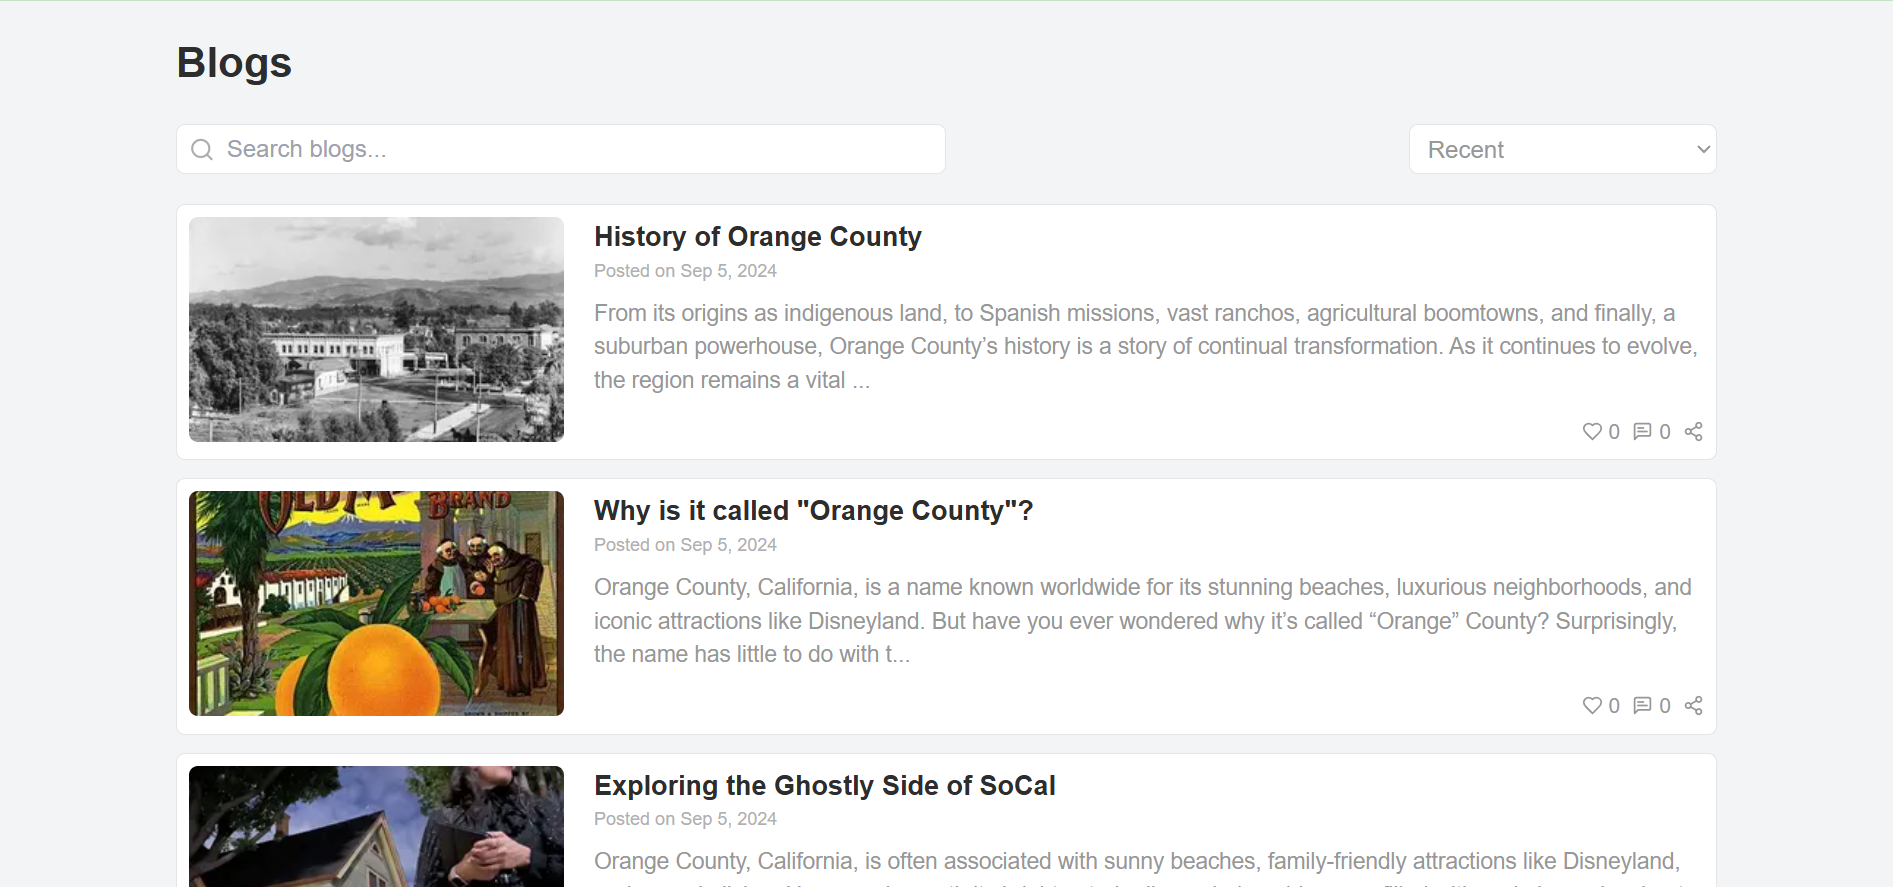 Blogs
Search blogs...
Recent
History of Orange County
Posted on Sep 5, 2024
From its origins as indigenous land, to Spanish missions, vast ranchos, agricultural boomtowns, and finally, a
suburban powerhouse, Orange County’s history is a story of continual transformation. As it continues to evolve,
the region remains a vital ...
0 0
BRAND
Why is it called "Orange County"?
Posted on Sep 5, 2024
Orange County, California, is a name known worldwide for its stunning beaches, luxurious neighborhoods, and
iconic attractions like Disneyland. But have you ever wondered why it’s called “Orange” County? Surprisingly,
the name has little to do with t...
0 0
Exploring the Ghostly Side of SoCal
Posted on Sep 5, 2024
Orange County, California, is often associated with sunny beaches, family-friendly attractions like Disneyland,